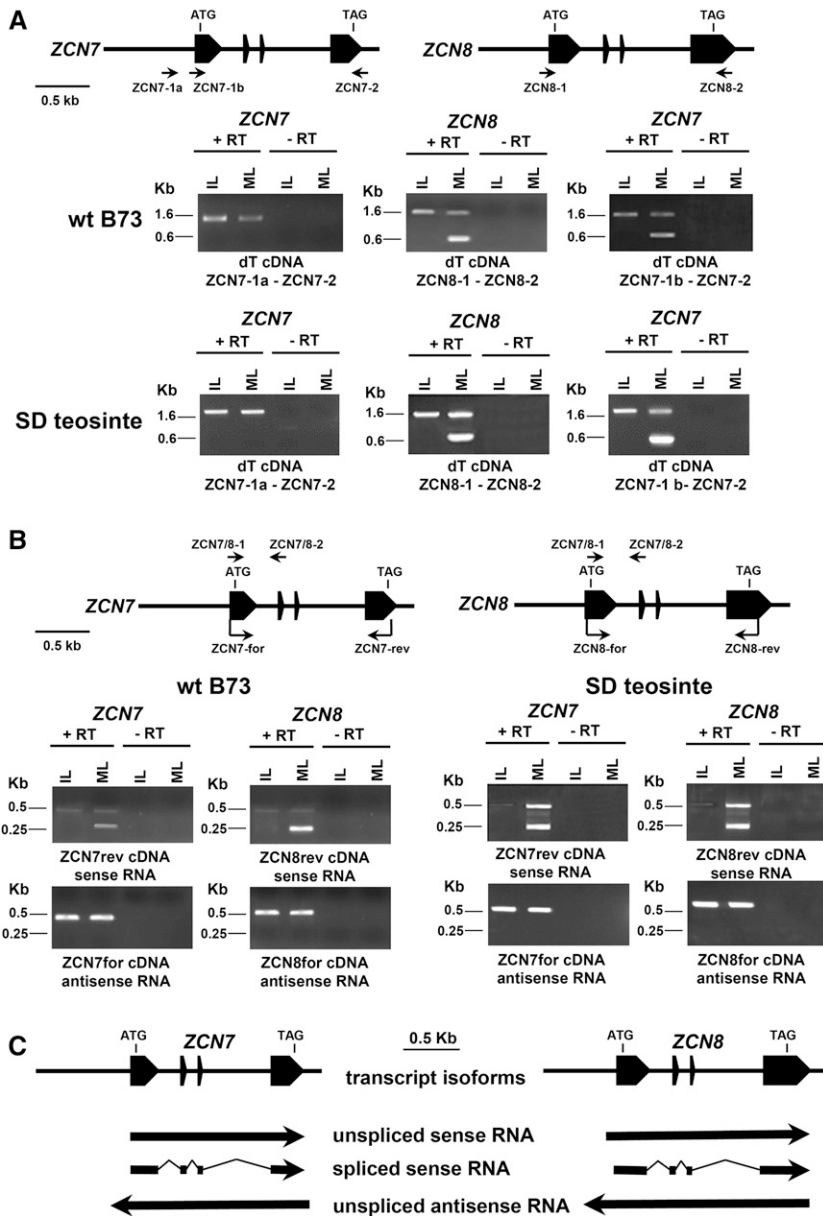 A
ATG TAG ATG TAG
ZCN7 ZCN8
ZCN7-1a ZCN7-1b ZCN7-2 ZCN8-1 ZCN8-2
0.5 kb
ZCN7 ZCN8 ZCN7
+ RT - RT + RT - RT + RT - RT
IL ML IL ML IL ML IL ML IL ML IL ML
Kb Kb Kb
wt B73
1.6 1.6 1.6
0.6 0.6 0.6
dT cDNA dT cDNA dT cDNA
ZCN7-1a - ZCN7-2 ZCN8-1 - ZCN8-2 ZCN7-1b - ZCN7-2
ZCN7 ZCN8 ZCN7
+ RT - RT + RT - RT + RT - RT
IL ML IL ML IL ML IL ML IL ML IL ML
Kb Kb Kb
SD teosinte
1.6 1.6 1.6
0.6 0.6 0.6
dT cDNA dT cDNA dT cDNA
ZCN7-1a - ZCN7-2 ZCN8-1 - ZCN8-2 ZCN7-1 b- ZCN7-2
B
ZCN7/8-1 ZCN7/8-2 ZCN7/8-1 ZCN7/8-2
ATG TAG ATG TAG
ZCN7 ZCN8
0.5 kb
ZCN7-for ZCN7-rev ZCN8-for ZCN8-rev
wt B73 SD teosinte
ZCN7 ZCN8 ZCN7 ZCN8
+ RT - RT + RT - RT + RT - RT + RT - RT
IL ML IL ML IL ML IL ML IL ML IL ML IL ML IL ML
Kb Kb Kb Kb
0.5 0.5 0.5 0.5
0.25 0.25 0.25 0.25
ZCN7rev cDNA ZCN8rev cDNA ZCN7rev cDNA ZCN8rev cDNA
sense RNA sense RNA sense RNA sense RNA
0.5 0.5 0.5 0.5
0.25 0.25 0.25 0.25
ZCN7for cDNA ZCN8for cDNA ZCN7for cDNA ZCN8for cDNA
antisense RNA antisense RNA antisense RNA antisense RNA
C
ATG ZCN7 TAG 0.5 Kb ATG ZCN8 TAG
transcript isoforms
unspliced sense RNA
spliced sense RNA
unspliced antisense RNA